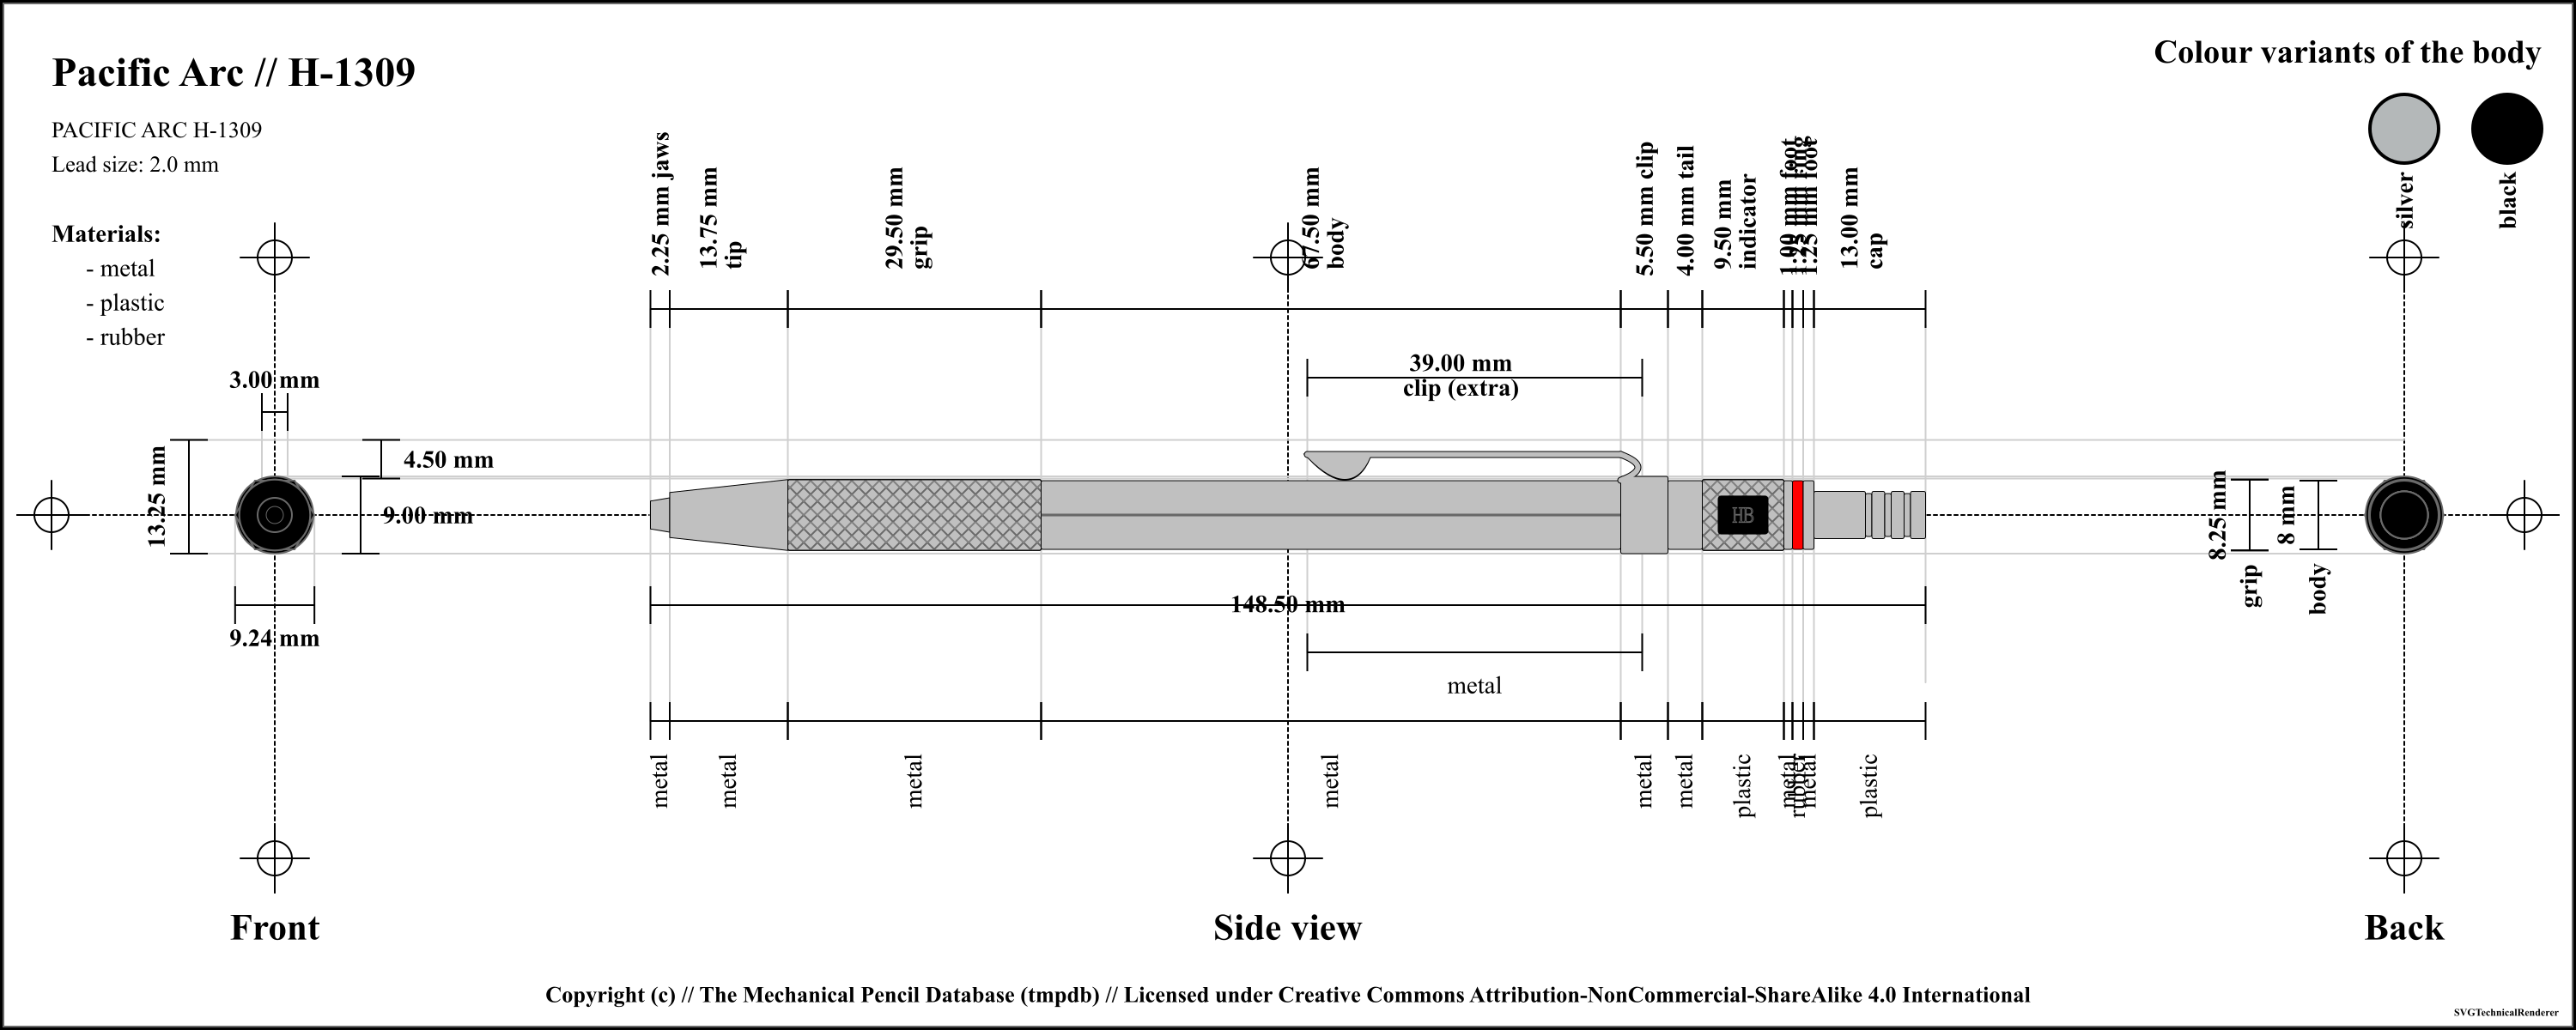 Pacific Arc // H-1309
Colour variants of the body
PACIFIC ARC H-1309
Lead size: 2.0 mm
silver
black
Materials:
- metal
- plastic
- rubber
2.25 mm jaws
13.75 mm
tip
29.50 mm
grip
67.50 mm
body
5.50 mm clip
4.00 mm tail
9.50 mm
indicator
1.00 mm foot
1.25 mm ring
1.25 mm foot
13.00 mm
cap
39.00 mm
clip (extra)
3.00 mm
4.50 mm
13.25 mm
9.00 mm
9.24 mm
HB
8.25 mm
grip
8 mm
body
148.50 mm
metal
metal
metal
metal
metal
metal
metal
plastic
metal
rubber
metal
plastic
Front
Side view
Back
Copyright (c) // The Mechanical Pencil Database (tmpdb) // Licensed under Creative Commons Attribution-NonCommercial-ShareAlike 4.0 International
SVGTechnicalRenderer